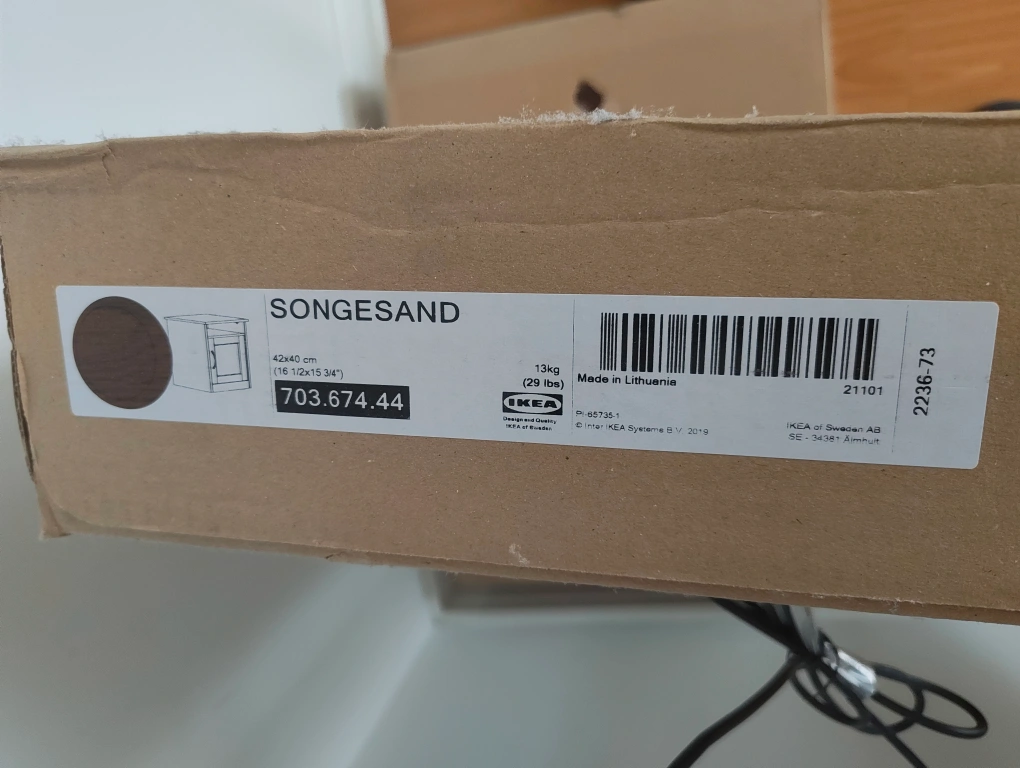 SONGESAND
42x40 cm
(16 1/2x15 3/4")
703.674.44
13kg
(29 lbs)
IKEA
Design and Quality
IKEA of Sweden
Made in Lithuania
21101
PI-65735-1
© Inter IKEA Systems B.V. 2019
IKEA of Sweden AB
SE - 34381 Älmhult
2236-73